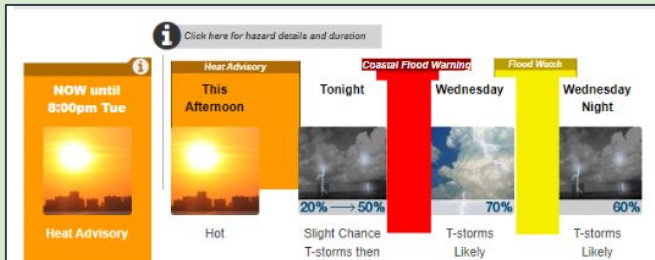 Click here for hazard details and duration
Heat Advisory
Coastal Flood Warning
Flood Watch
NOW until
8:00pm Tue
This
Afternoon
Tonight
Wednesday
Wednesday
Night
20% → 50%
70%
60%
Heat Advisory
Hot
Slight Chance
T-storms then
T-storms
Likely
T-storms
Likely